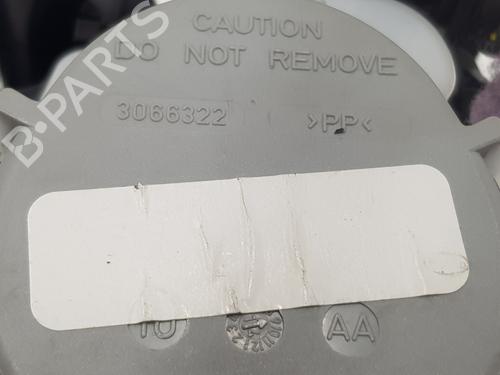 CAUTION
DO NOT REMOVE
3066322 >PP<
B-PARTS
10 AA